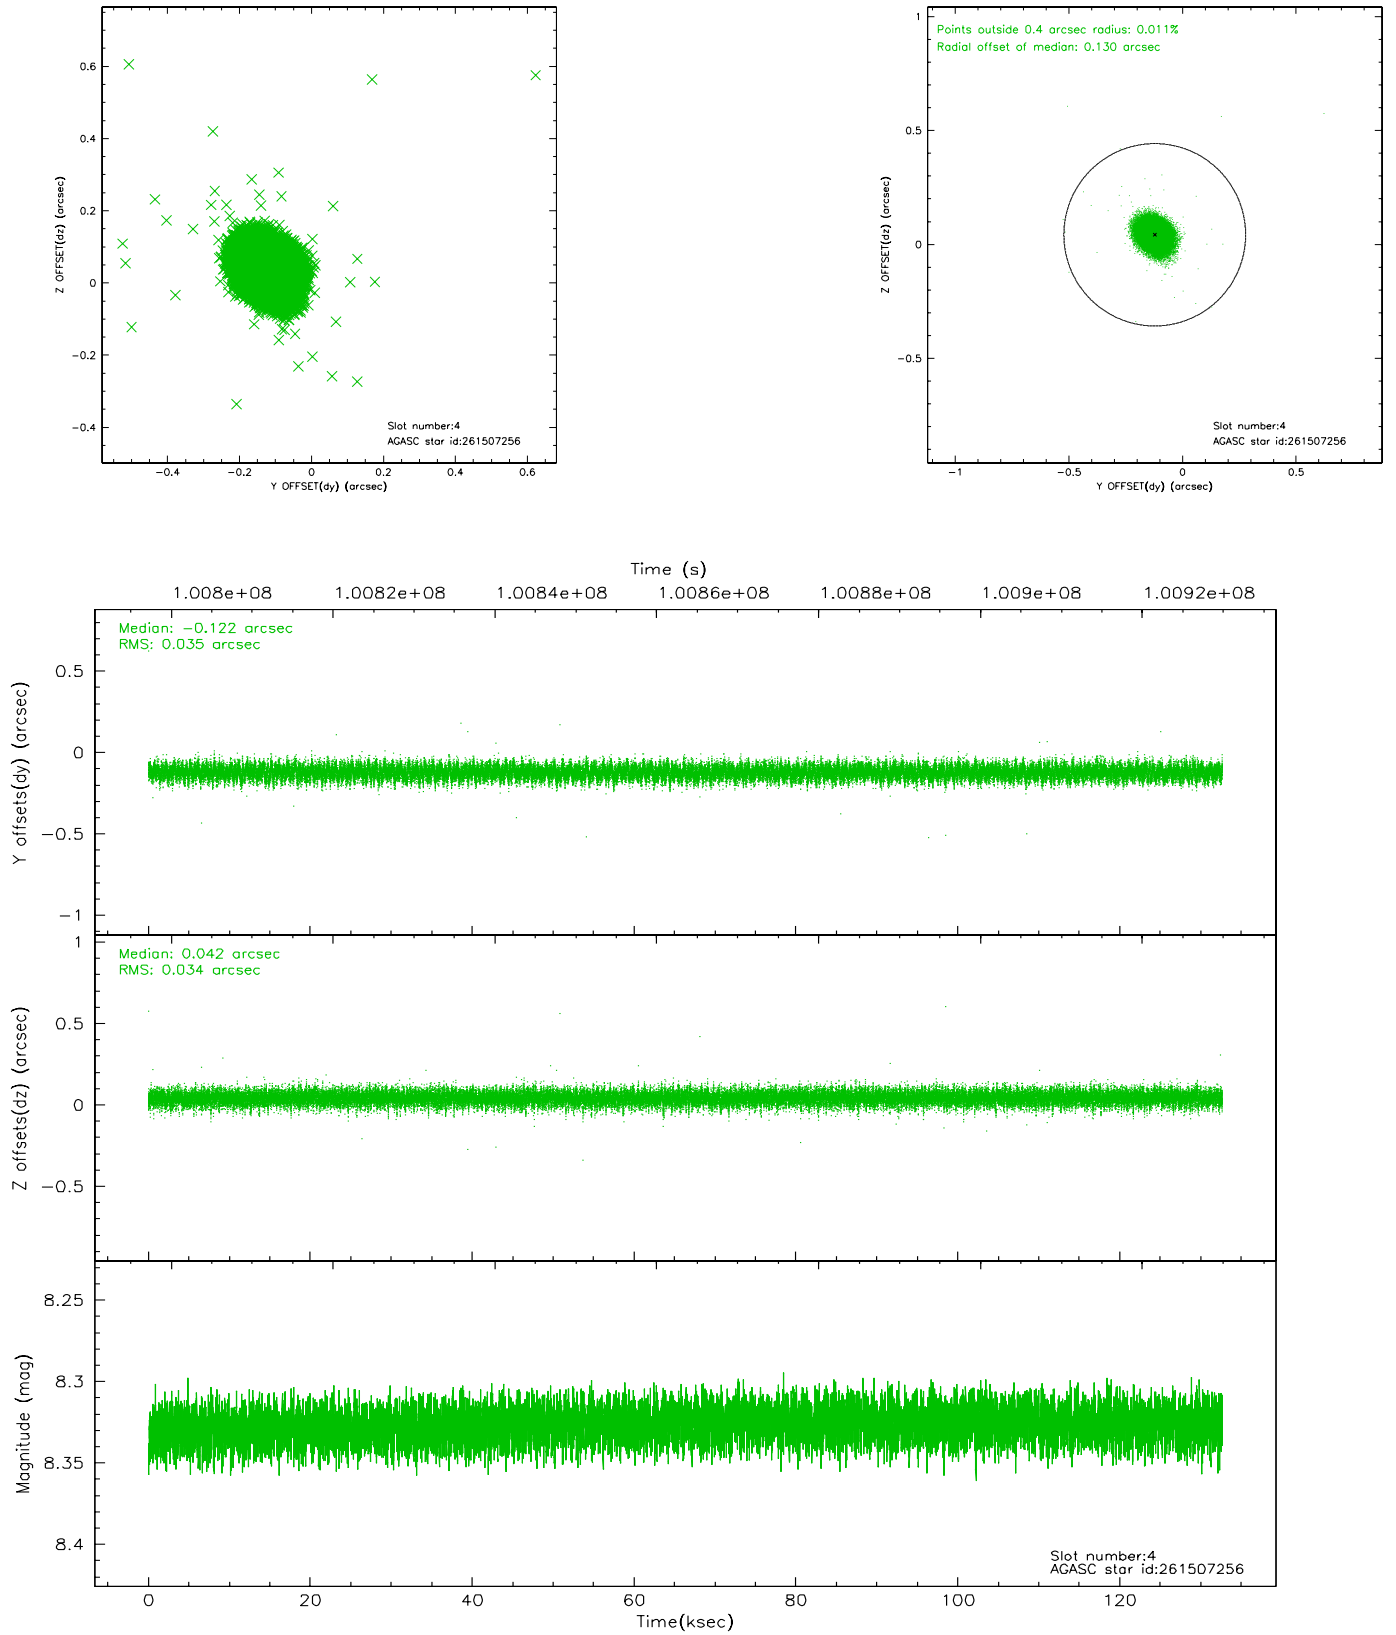 0.6
0.4
0.2
0
−0.2
−0.4
Z OFFSET(dz) (arcsec)
Slot number:4
AGASC star id:261507256
−0.4 −0.2 0 0.2 0.4 0.6
Y OFFSET(dy) (arcsec)
Points outside 0.4 arcsec radius: 0.011%
Radial offset of median: 0.130 arcsec
1
0.5
0
−0.5
Z OFFSET(dz) (arcsec)
Slot number:4
AGASC star id:261507256
−1 −0.5 0 0.5
Y OFFSET(dy) (arcsec)
Time (s)
1.008e+08 1.0082e+08 1.0084e+08 1.0086e+08 1.0088e+08 1.009e+08 1.0092e+08
Median: −0.122 arcsec
RMS: 0.035 arcsec
0.5
0
−0.5
−1
Y offsets(dy) (arcsec)
Median: 0.042 arcsec
RMS: 0.034 arcsec
1
0.5
0
−0.5
Z offsets(dz) (arcsec)
8.25
8.3
8.35
8.4
Magnitude (mag)
Slot number:4
AGASC star id:261507256
0 20 40 60 80 100 120
Time(ksec)